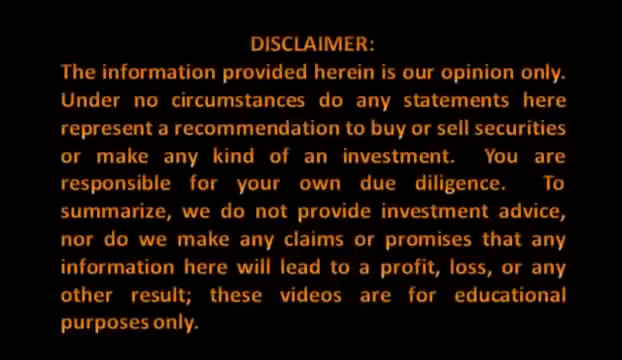 DISCLAIMER:
The information provided herein is our opinion only.
Under no circumstances do any statements here
represent a recommendation to buy or sell securities
or make any kind of an investment. You are
responsible for your own due diligence. To
summarize, we do not provide investment advice,
nor do we make any claims or promises that any
information here will lead to a profit, loss, or any
other result; these videos are for educational
purposes only.